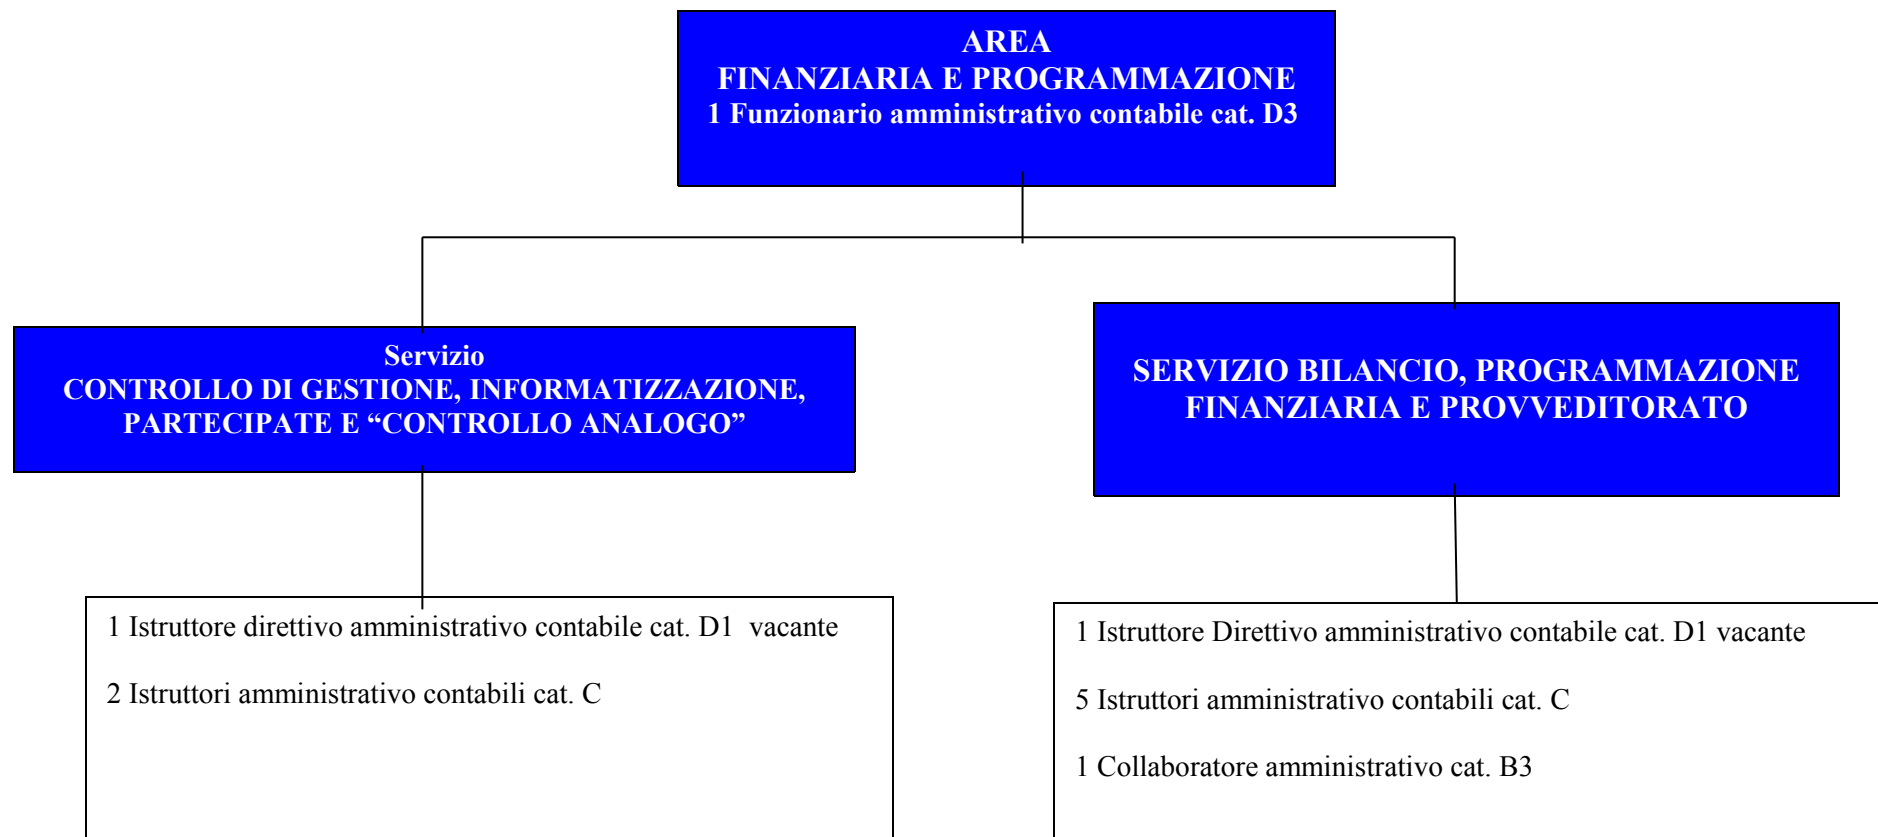 AREA
FINANZIARIA E PROGRAMMAZIONE
1 Funzionario amministrativo contabile cat. D3
Servizio
CONTROLLO DI GESTIONE, INFORMATIZZAZIONE,
PARTECIPATE E “CONTROLLO ANALOGO”
SERVIZIO BILANCIO, PROGRAMMAZIONE
FINANZIARIA E PROVVEDITORATO
1 Istruttore direttivo amministrativo contabile cat. D1  vacante
2 Istruttori amministrativo contabili cat. C
1 Istruttore Direttivo amministrativo contabile cat. D1 vacante
5 Istruttori amministrativo contabili cat. C
1 Collaboratore amministrativo cat. B3